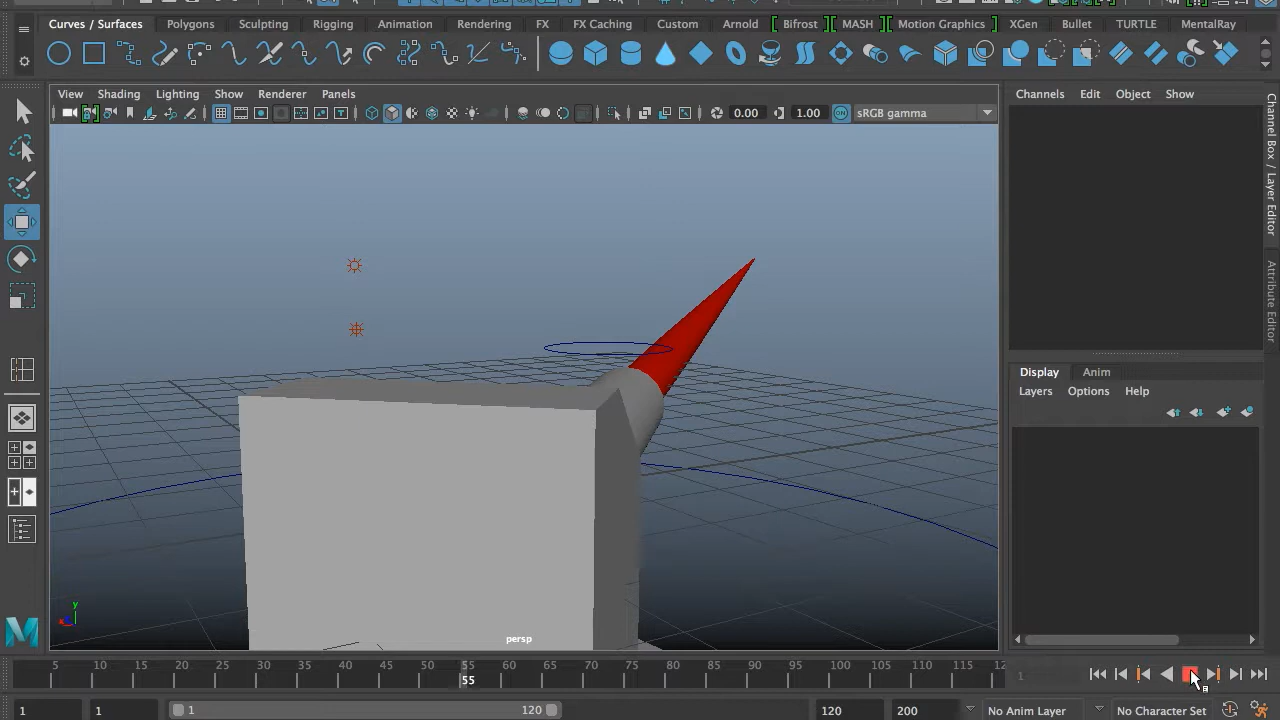 Curves / Surfaces Polygons Sculpting Rigging Animation Rendering FX FX Caching Custom Arnold Bifrost MASH Motion Graphics XGen Bullet TURTLE MentalRay
View Shading Lighting Show Renderer Panels
0.00 1.00 ON sRGB gamma
Channels Edit Object Show
Channel Box / Layer Editor
Attribute Editor
Display Anim
Layers Options Help
y
persp
5 10 15 20 25 30 35 40 45 50 55 60 65 70 75 80 85 90 95 100 105 110 115 12
55
1
1 1 1 120 120 200 No Anim Layer No Character Set